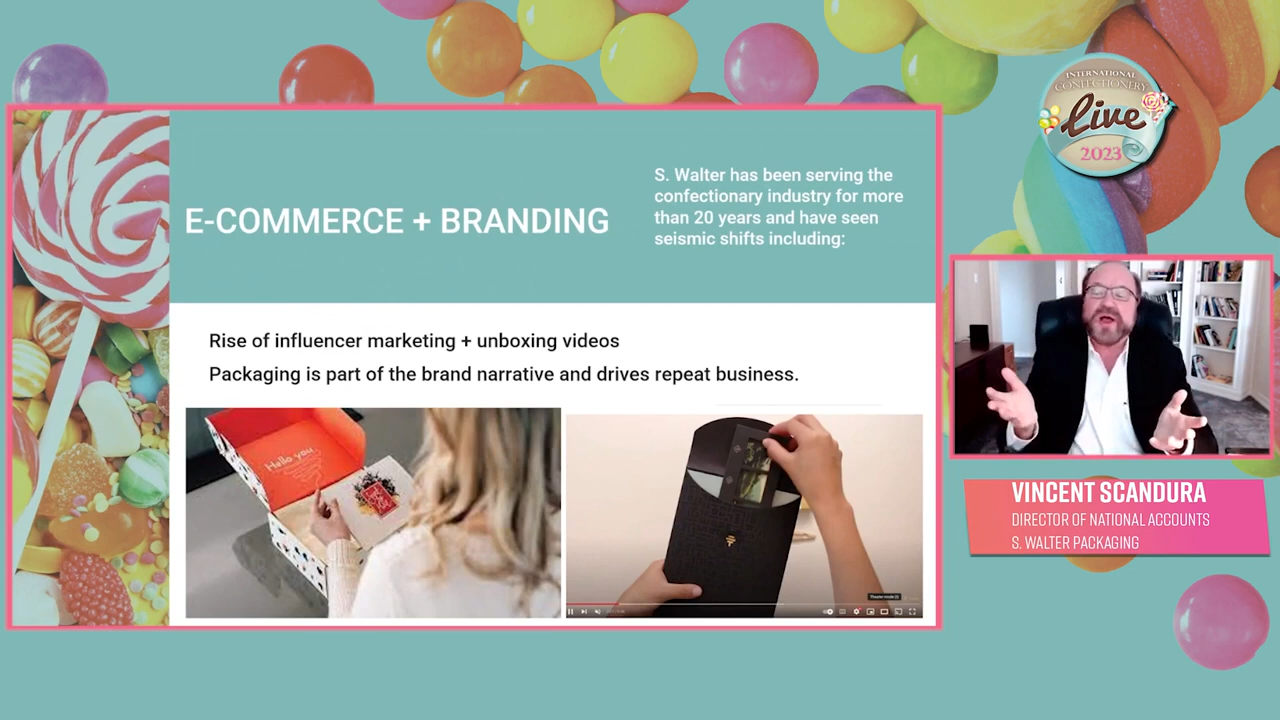 INTERNATIONAL
CONFECTIONERY
Live
2023
E-COMMERCE + BRANDING
S. Walter has been serving the
confectionary industry for more
than 20 years and have seen
seismic shifts including:
Rise of influencer marketing + unboxing videos
Packaging is part of the brand narrative and drives repeat business.
Hello you
VINCENT SCANDURA
DIRECTOR OF NATIONAL ACCOUNTS
S. WALTER PACKAGING